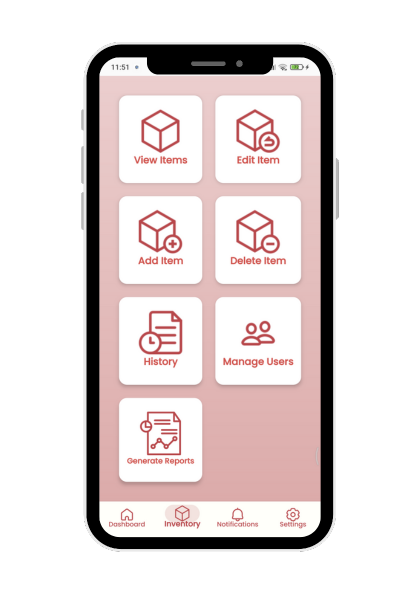 11:51
View Items
Edit Item
Add Item
Delete Item
History
Manage Users
Generate Reports
Dashboard
Inventory
Notifications
Settings